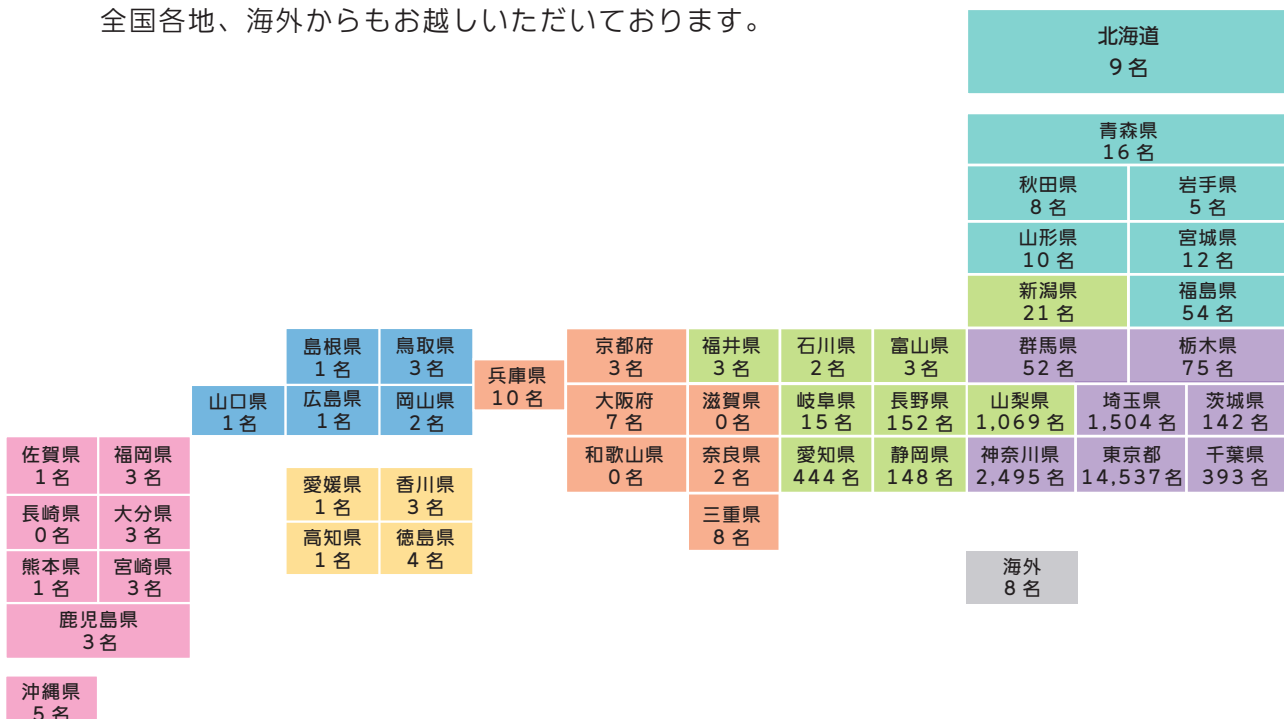 全国各地、海外からもお越しいただいております。
北海道
9名
青森県
16名
秋田県
8名
岩手県
5名
山形県
10名
宮城県
12名
新潟県
21名
福島県
54名
島根県
1名
鳥取県
3名
兵庫県
10名
京都府
3名
福井県
3名
石川県
2名
富山県
3名
群馬県
52名
栃木県
75名
山口県
1名
広島県
1名
岡山県
2名
大阪府
7名
滋賀県
0名
岐阜県
15名
長野県
152名
山梨県
1,069名
埼玉県
1,504名
茨城県
142名
佐賀県
1名
福岡県
3名
和歌山県
0名
奈良県
2名
愛知県
444名
静岡県
148名
神奈川県
2,495名
東京都
14,537名
千葉県
393名
愛媛県
1名
香川県
3名
長崎県
0名
大分県
3名
三重県
8名
高知県
1名
徳島県
4名
熊本県
1名
宮崎県
3名
海外
8名
鹿児島県
3名
沖縄県
5名